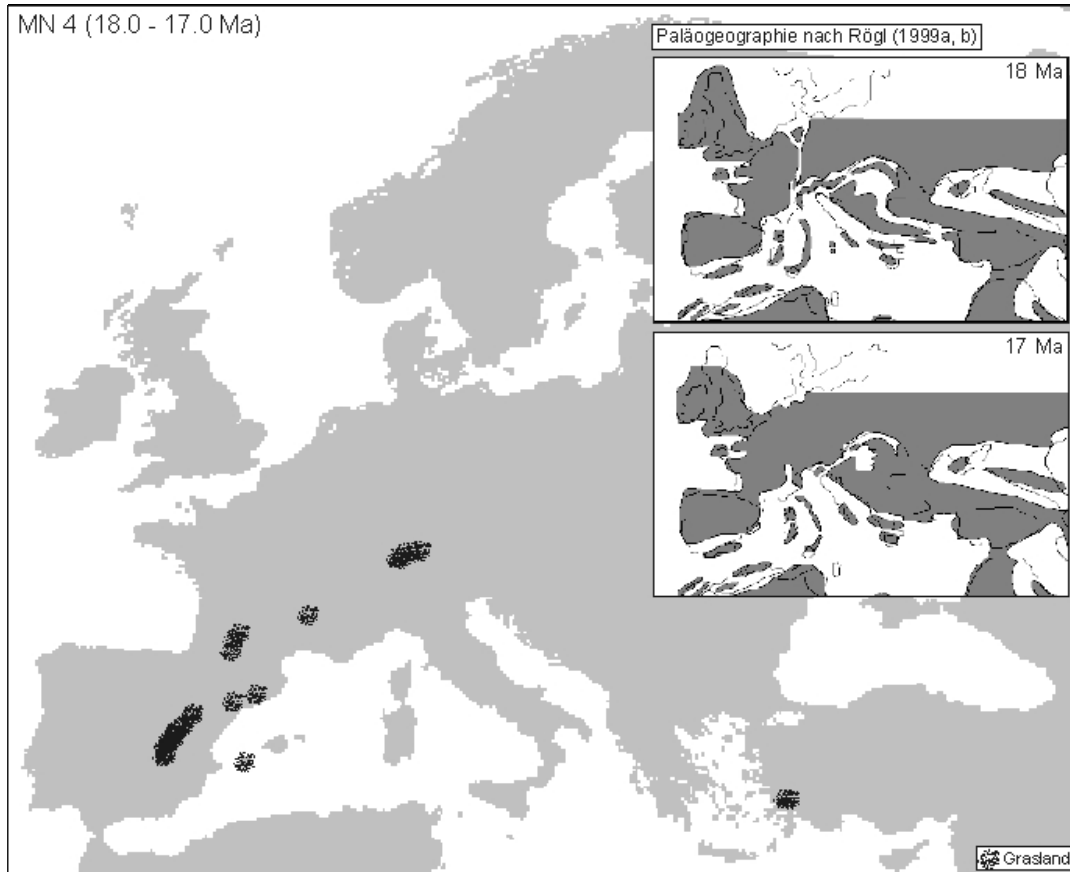 MN 4 (18.0 - 17.0 Ma)
Paläogeographie nach Rögl (1999a, b)
18 Ma
17 Ma
Grasland